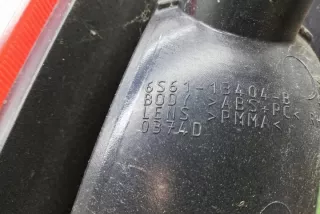 6S61-13404-B
BODY >ABS+PC<
LENS >PMMA<
0374D